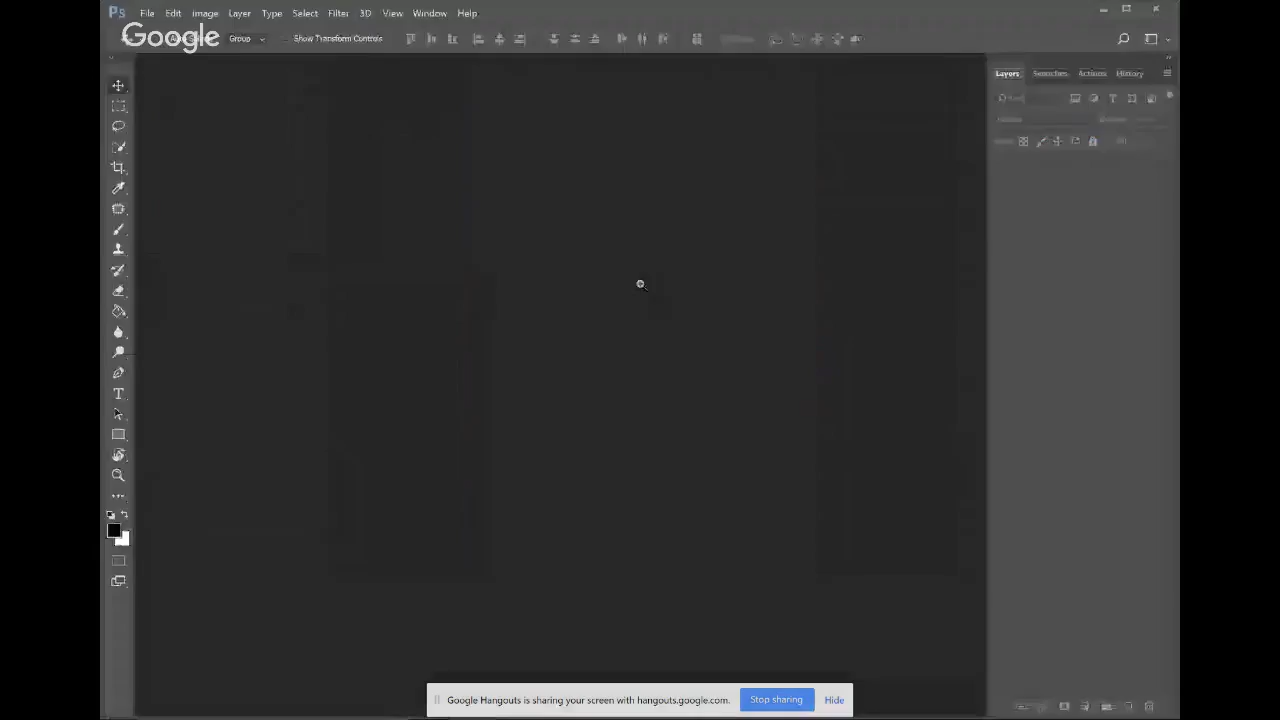 Ps File Edit Image Layer Type Select Filter 3D View Window Help
Google Group Show Transform Controls
Layers Swatches Actions History
T
Google Hangouts is sharing your screen with hangouts.google.com. Stop sharing Hide